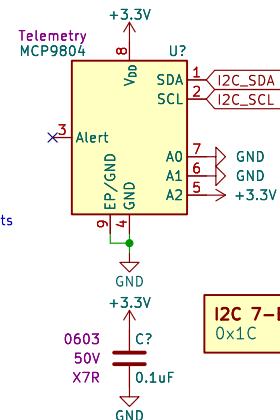 +3.3V
Telemetry
MCP9804
U?
8
VDD
SDA 1 I2C_SDA
SCL 2 I2C_SCL
3 Alert
A0 7 GND
A1 6 GND
A2 5 +3.3V
EP/GND
GND
9
4
ts
GND
+3.3V
I2C 7-
0x1C
0603 C?
50V
X7R 0.1uF
GND